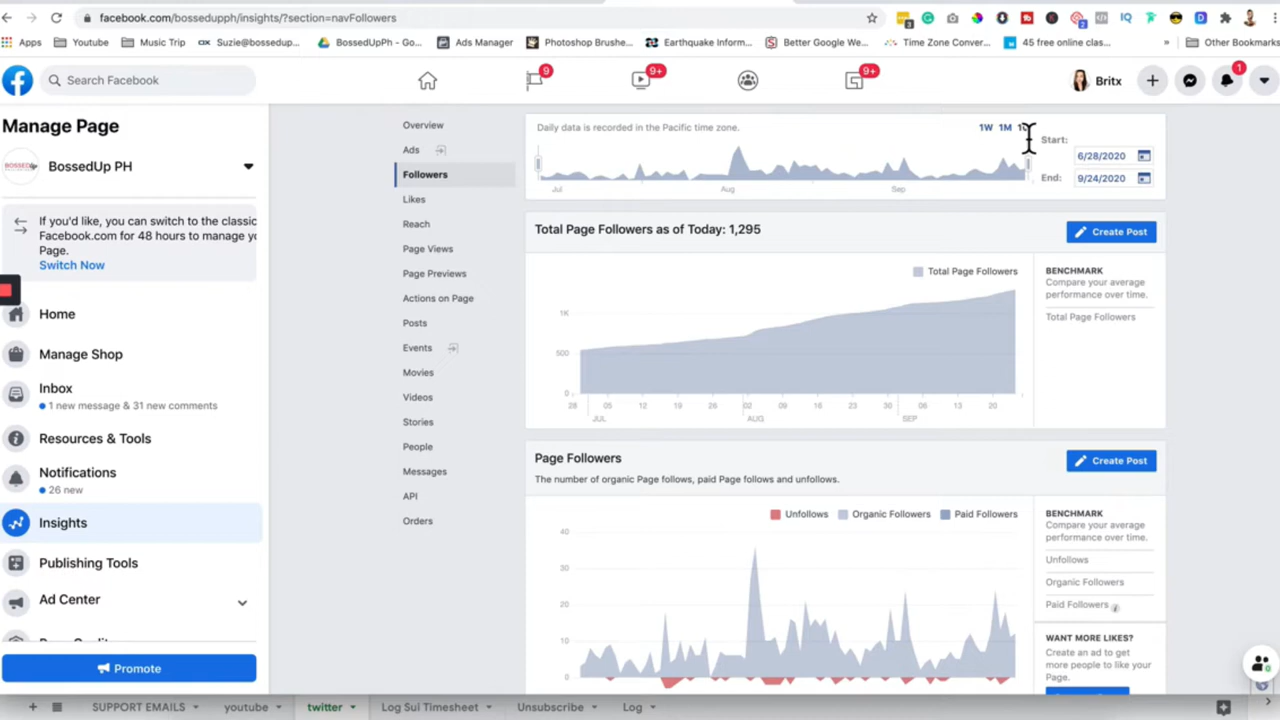 facebook.com/bossedupph/insights/?section=navFollowers
Apps Youtube Music Trip Suzie@bossedup... BossedUpPh - Go... Ads Manager Photoshop Brushe... Earthquake Inform... Better Google We... Time Zone Conver... 45 free online clas... » Other Bookmarks
Search Facebook
9
9+
9+
Britx
1
Manage Page
BossedUp PH
If you'd like, you can switch to the classic
Facebook.com for 48 hours to manage
Page.
Switch Now
Home
Manage Shop
Inbox
1 new message & 31 new comments
Resources & Tools
Notifications
26 new
Insights
Publishing Tools
Ad Center
Promote
Overview
Ads
Followers
Likes
Reach
Page Views
Page Previews
Actions on Page
Posts
Events
Movies
Videos
Stories
People
Messages
API
Orders
Daily data is recorded in the Pacific time zone.
1W 1M
Start:
6/28/2020
End:
9/24/2020
Jul Aug Sep
Total Page Followers as of Today: 1,295
Create Post
Total Page Followers
1K
500
0
28 05 12 19 26 02 09 16 23 30 06 13 20
JUL AUG SEP
BENCHMARK
Compare your average
performance over time.
Total Page Followers
Page Followers
Create Post
The number of organic Page follows, paid Page follows and unfollows.
Unfollows Organic Followers Paid Followers
40
30
20
10
0
BENCHMARK
Compare your average
performance over time.
Unfollows
Organic Followers
Paid Followers
WANT MORE LIKES?
Create an ad to get
more people to like your
Page.
SUPPORT EMAILS youtube twitter Log Sui Timesheet Unsubscribe Log